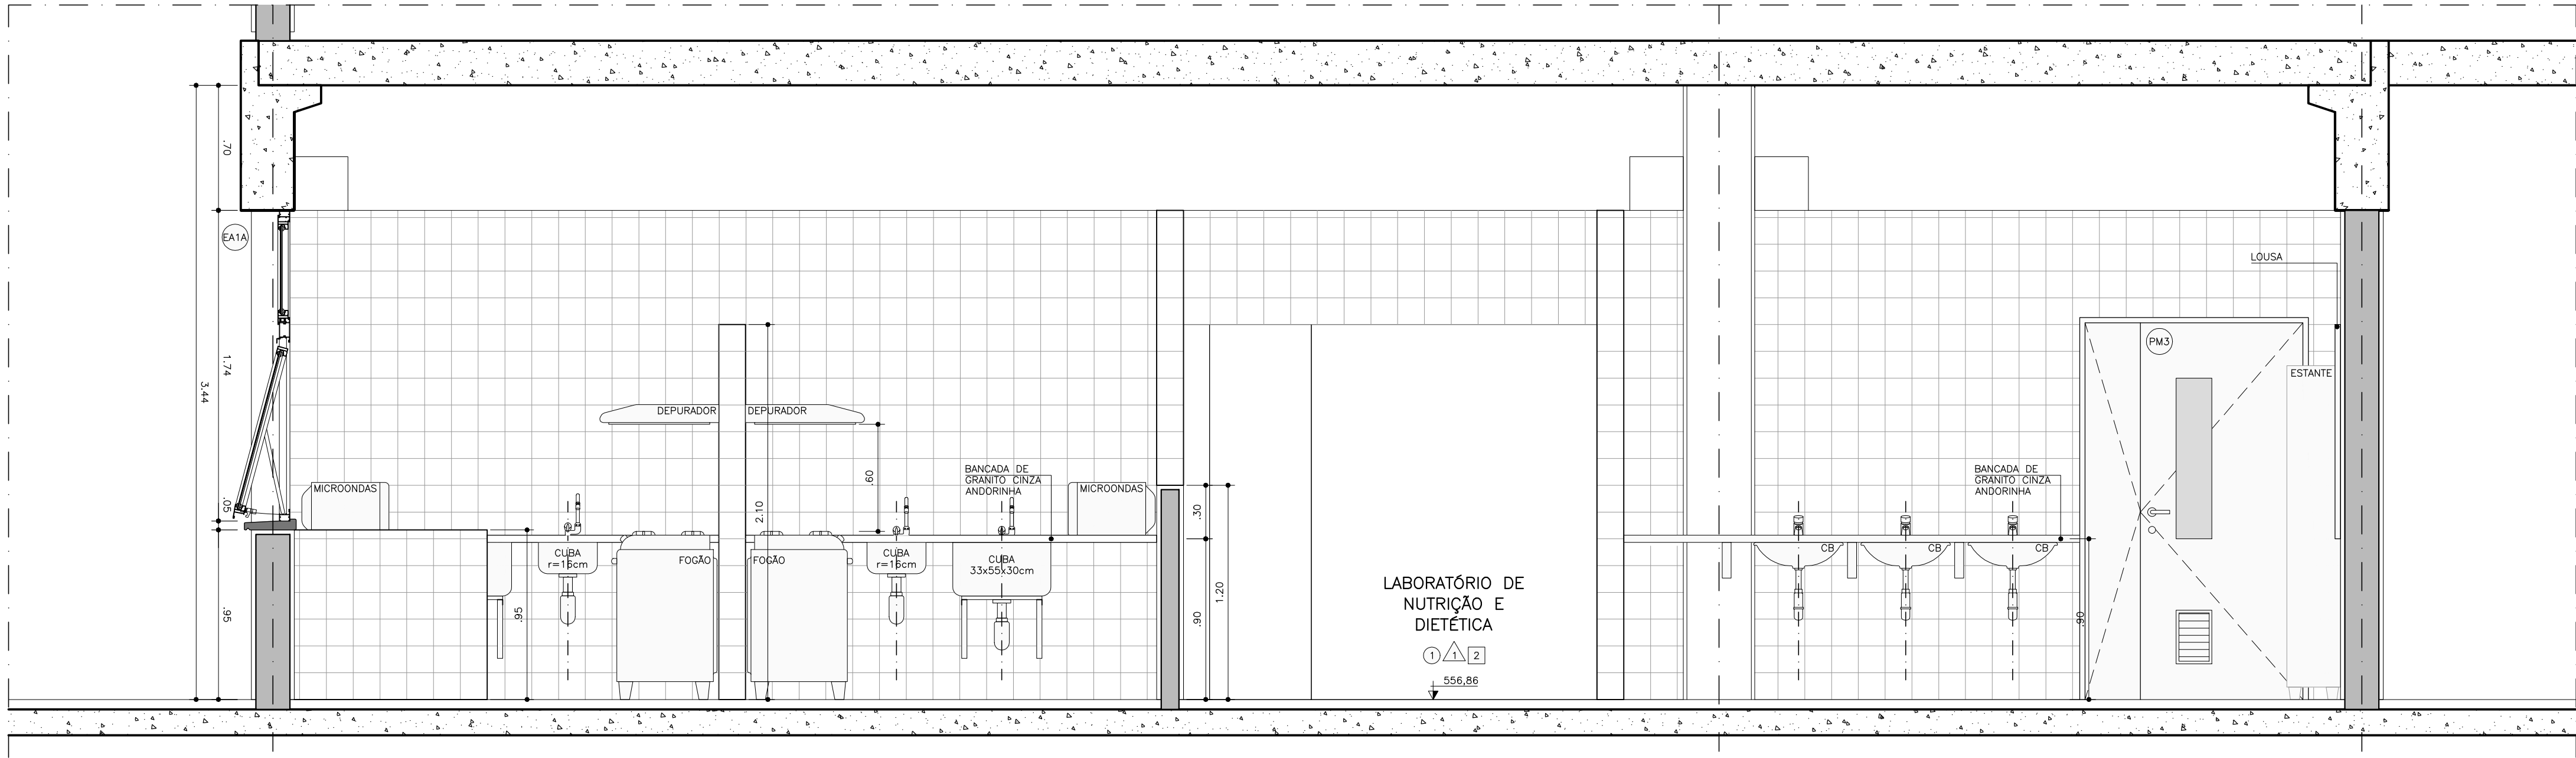 .70
EA1A
LOUSA
PM3
1.74
3.44
ESTANTE
DEPURADOR
DEPURADOR
.60
BANCADA DE
GRANITO CINZA
ANDORINHA
BANCADA DE
GRANITO CINZA
ANDORINHA
MICROONDAS
MICROONDAS
.05
2.10
.30
CUBA
r=16cm
FOGÃO
FOGÃO
CUBA
r=16cm
CUBA
33x55x30cm
CB
CB
CB
LABORATÓRIO DE
NUTRIÇÃO E
DIETÉTICA
1 1 2
556,86
.95
.95
.90
1.20
.90